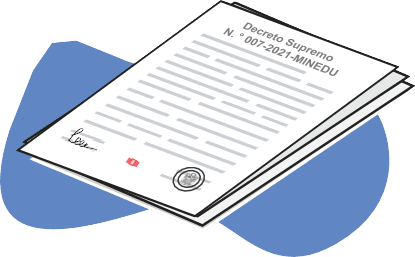 Decreto Supremo
N. ° 007-2021-MINEDU